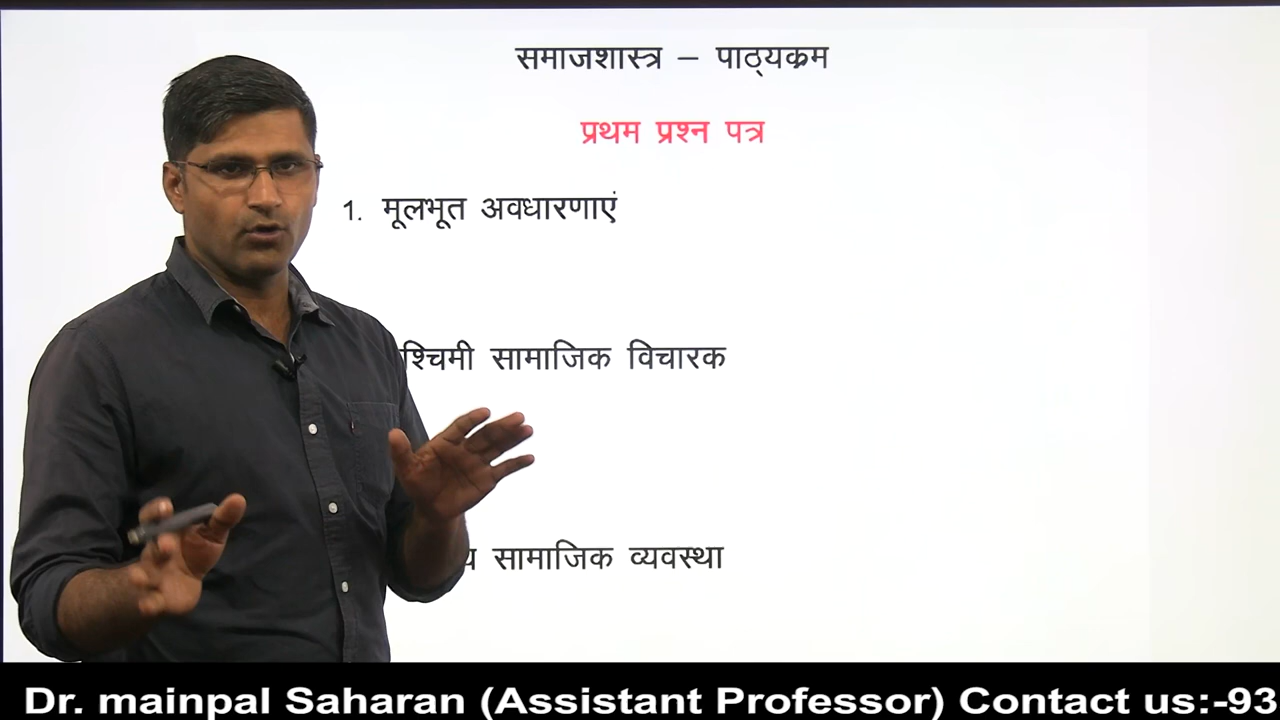 समाजशास्त्र – पाठ्यक्रम
प्रथम प्रश्न पत्र
1. मूलभूत अवधारणाएं
सामाजिक विचारक
सामाजिक व्यवस्था
Dr. mainpal Saharan (Assistant Professor) Contact us:-93